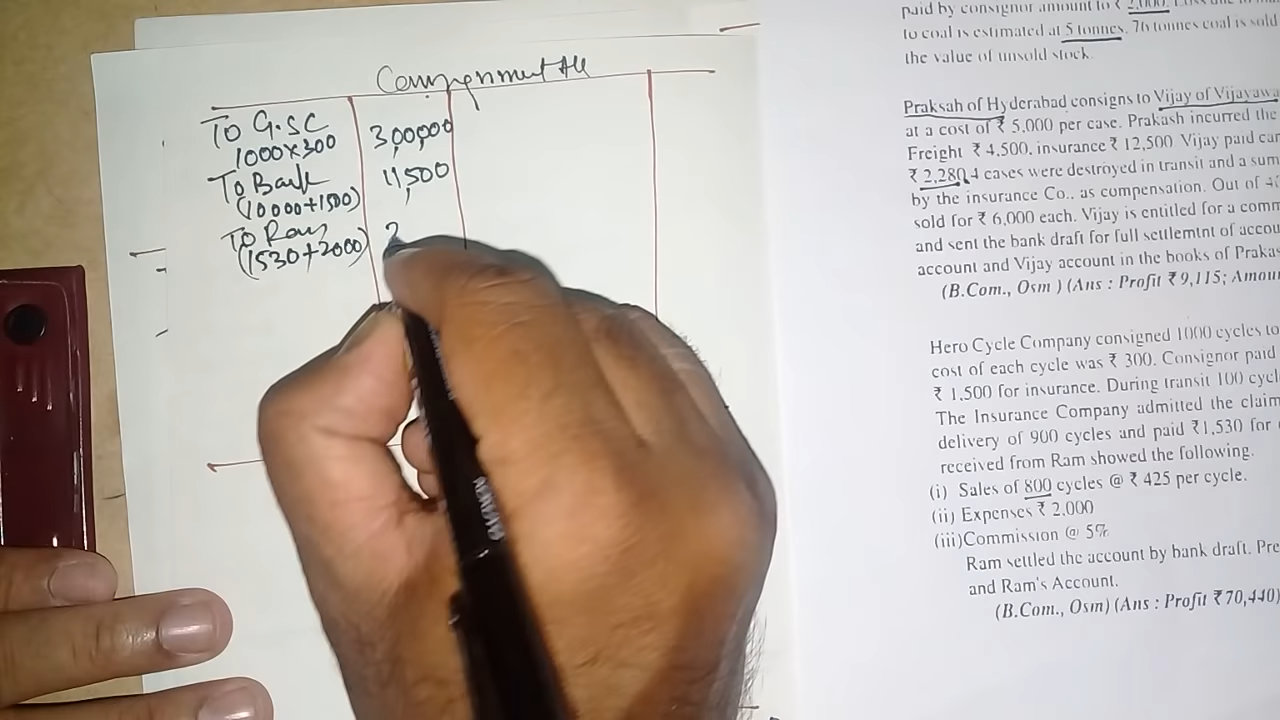 Consignment A/c
To G.S.C 3,00,000
1000x300
To Bank 11,500
(10000+1500)
To Ram
(1530+2000)
paid by consignor amount to ₹ 2,000.
to coal is estimated at 5 tonnes. 76 tonnes coal is sold
the value of unsold stock.
Praksah of Hyderabad consigns to Vijay of Vijayawa
at a cost of ₹ 5,000 per case. Prakash incurred the
Freight ₹ 4,500, insurance ₹ 12,500. Vijay paid car
₹ 2,280. 4 cases were destroyed in transit and a sum
by the insurance Co., as compensation. Out of
sold for ₹ 6,000 each. Vijay is entitled for a comm
and sent the bank draft for full settlemtnt of accou
account and Vijay account in the books of Prakas
(B.Com., Osm ) (Ans : Profit ₹ 9,115; Amou
Hero Cycle Company consigned 1000 cycles to
cost of each cycle was ₹ 300. Consignor paid
₹ 1,500 for insurance. During transit 100 cycl
The Insurance Company admitted the claim
delivery of 900 cycles and paid ₹1,530 for
received from Ram showed the following.
(i) Sales of 800 cycles @ ₹ 425 per cycle.
(ii) Expenses ₹ 2,000
(iii)Commission @ 5%
Ram settled the account by bank draft. Pre
and Ram's Account.
(B.Com., Osm) (Ans : Profit ₹ 70,440)